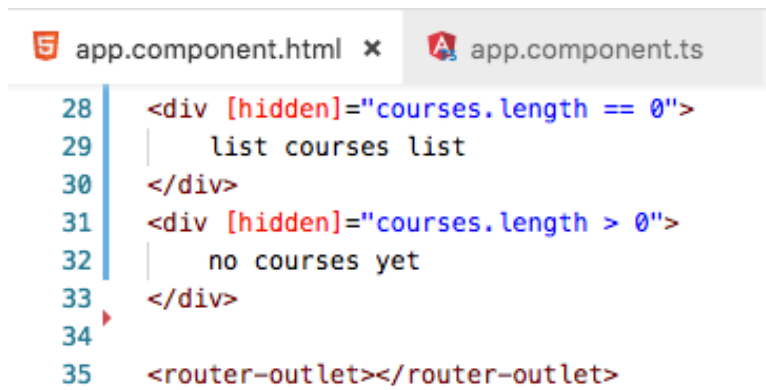 app.component.html × app.component.ts
28 <div [hidden]="courses.length == 0">
29 list courses list
30 </div>
31 <div [hidden]="courses.length > 0">
32 no courses yet
33 </div>
34
35 <router-outlet></router-outlet>